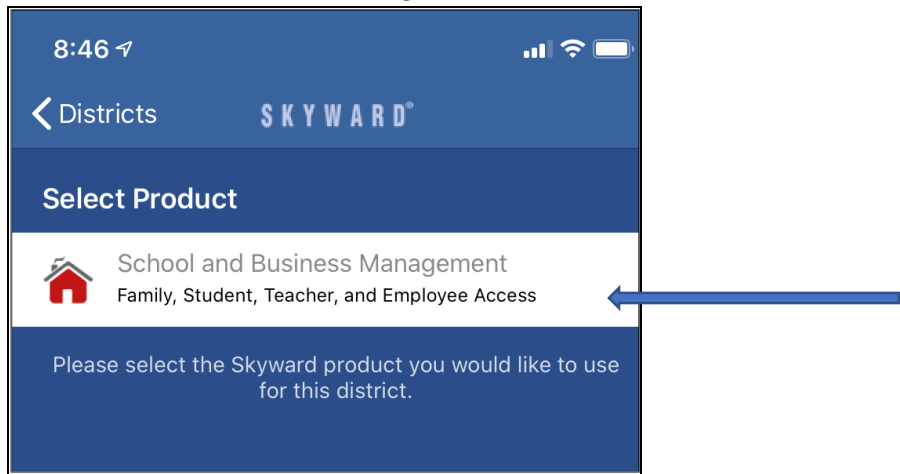 8:46
Districts
SKYWARD®
Select Product
School and Business Management
Family, Student, Teacher, and Employee Access
Please select the Skyward product you would like to use
for this district.